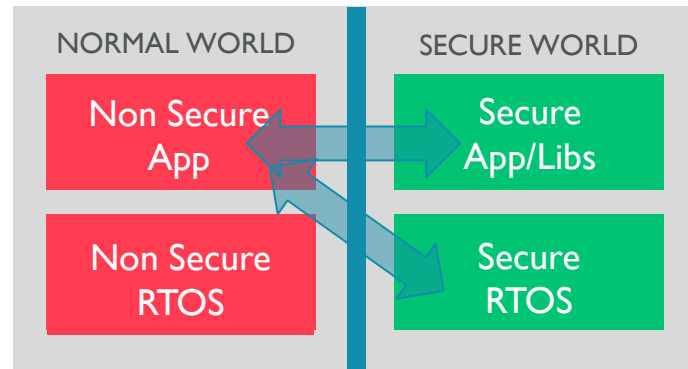 NORMAL WORLD
SECURE WORLD
Non Secure
App
Secure
App/Libs
Non Secure
RTOS
Secure
RTOS